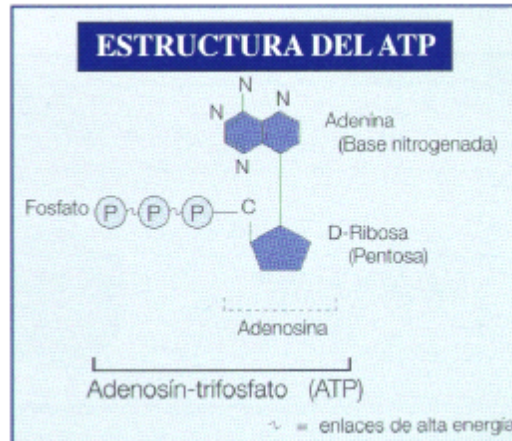 ESTRUCTURA DEL ATP
N
N
N
N
Adenina
(Base nitrogenada)
Fosfato P~P~P C
D-Ribosa
(Pentosa)
Adenosina
Adenosín-trifosfato (ATP)
~ = enlaces de alta energía